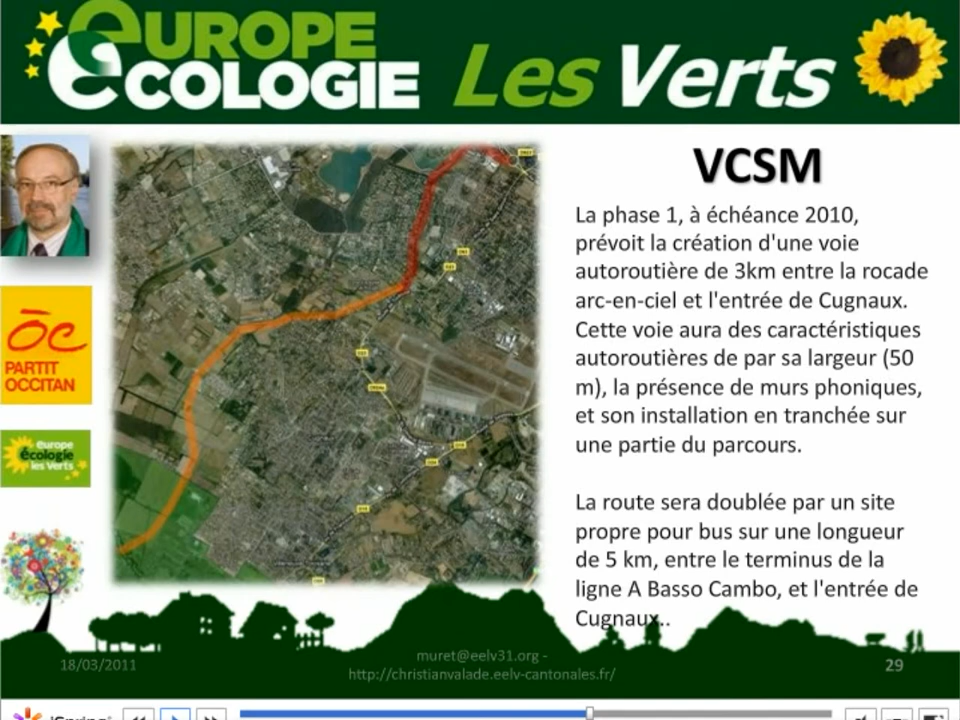 EUROPE
ECOLOGIE Les Verts
VCSM
La phase 1, à échéance 2010,
prévoit la création d'une voie
autoroutière de 3km entre la rocade
arc-en-ciel et l'entrée de Cugnaux.
Cette voie aura des caractéristiques
autoroutières de par sa largeur (50
m), la présence de murs phoniques,
et son installation en tranchée sur
une partie du parcours.
La route sera doublée par un site
propre pour bus sur une longueur
de 5 km, entre le terminus de la
ligne A Basso Cambo, et l'entrée de
Cugnaux..
òc
PARTIT
OCCITAN
europe
écologie
les Verts
18/03/2011
muret@eelv31.org -
http://christianvalade.eelv-cantonales.fr/
29
iSpring